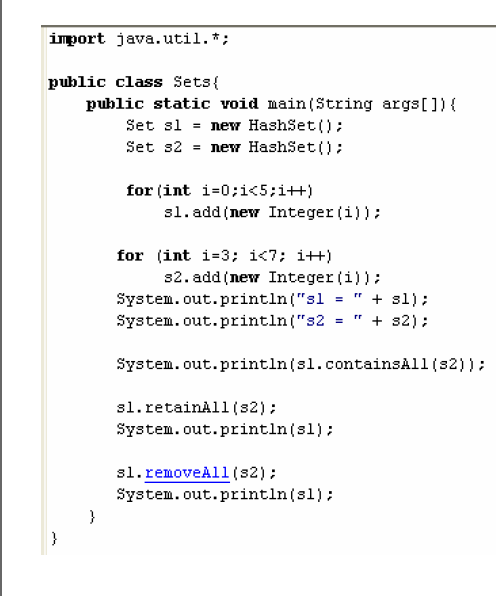 import java.util.*;
public class Sets{
public static void main(String args[]){
Set s1 = new HashSet();
Set s2 = new HashSet();
for(int i=0;i<5;i++)
s1.add(new Integer(i));
for (int i=3; i<7; i++)
s2.add(new Integer(i));
System.out.println("s1 = " + s1);
System.out.println("s2 = " + s2);
System.out.println(s1.containsAll(s2));
s1.retainAll(s2);
System.out.println(s1);
s1.removeAll(s2);
System.out.println(s1);
}
}